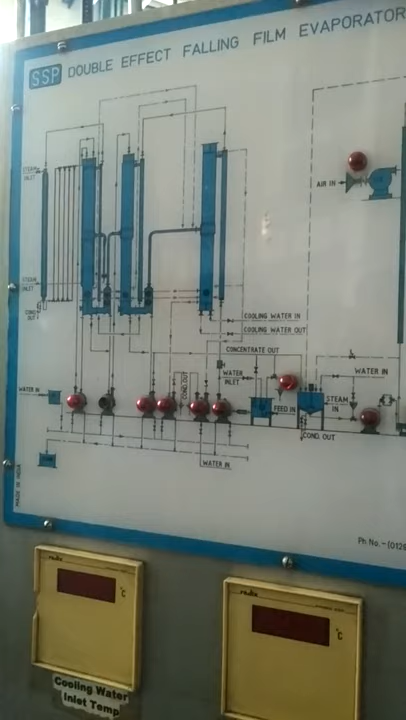 SSP DOUBLE EFFECT FALLING FILM EVAPORATOR
STEAM
INLET
AIR IN
STEAM
INLET
COND.
OUT
COOLING WATER IN
COOLING WATER OUT
CONCENTRATE OUT
WATER IN
WATER
INLET
COND. OUT
WATER IN
FEED IN
STEAM
IN
COND. OUT
WATER IN
MADE IN INDIA
Ph No.-(0129
radix
°C
radix
°C
Cooling Water
Inlet Temp